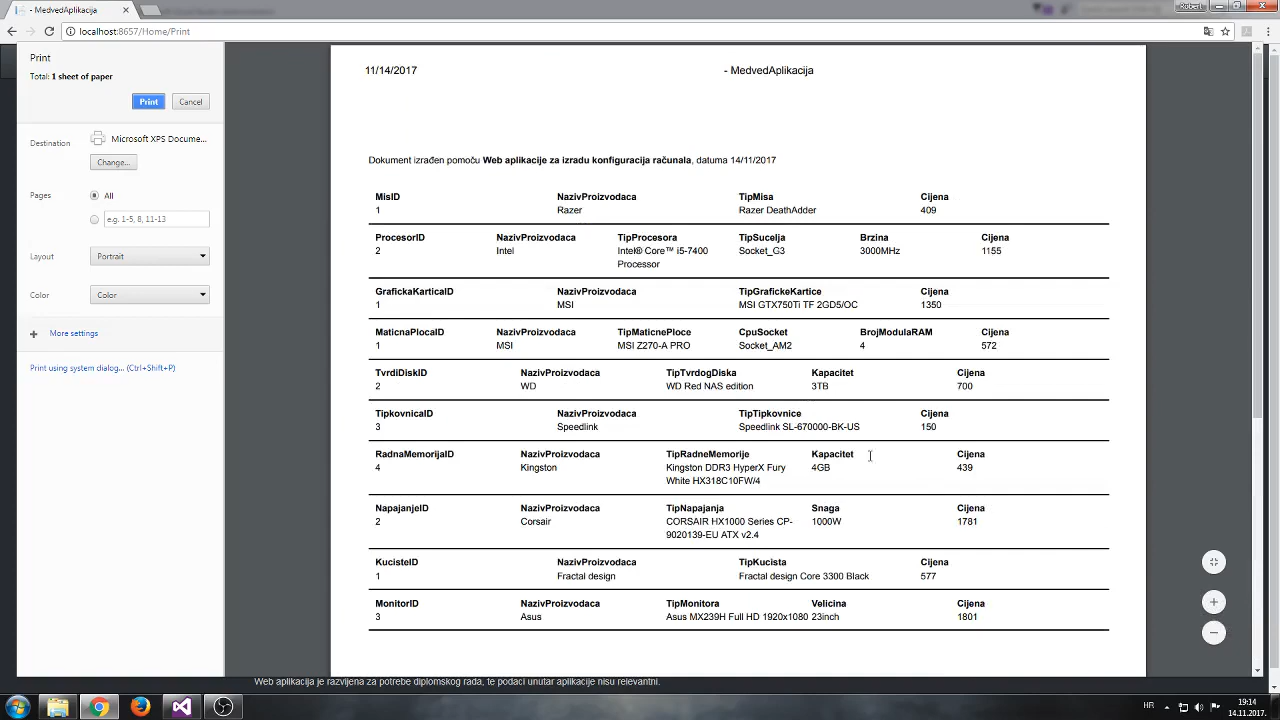 - MedvedAplikacija
Robert
localhost:8657/Home/Print
Print
Total: 1 sheet of paper
Print Cancel
Destination Microsoft XPS Docume...
Change...
Pages All
e.g. 1-5, 8, 11-13
Layout Portrait
Color Color
More settings
Print using system dialog... (Ctrl+Shift+P)
11/14/2017 - MedvedAplikacija
Dokument izrađen pomoću Web aplikacije za izradu konfiguracija računala, datuma 14/11/2017
MisID NazivProizvodaca TipMisa Cijena
1 Razer Razer DeathAdder 409
ProcesorID NazivProizvodaca TipProcesora TipSucelja Brzina Cijena
2 Intel Intel® Core™ i5-7400 Socket_G3 3000MHz 1155
Processor
GrafickaKarticaID NazivProizvodaca TipGrafickeKartice Cijena
1 MSI MSI GTX750Ti TF 2GD5/OC 1350
MaticnaPlocaID NazivProizvodaca TipMaticnePloce CpuSocket BrojModulaRAM Cijena
1 MSI MSI Z270-A PRO Socket_AM2 4 572
TvrdiDiskID NazivProizvodaca TipTvrdogDiska Kapacitet Cijena
2 WD WD Red NAS edition 3TB 700
TipkovnicaID NazivProizvodaca TipTipkovnice Cijena
3 Speedlink Speedlink SL-670000-BK-US 150
RadnaMemorijaID NazivProizvodaca TipRadneMemorije Kapacitet Cijena
4 Kingston Kingston DDR3 HyperX Fury 4GB 439
White HX318C10FW/4
NapajanjeID NazivProizvodaca TipNapajanja Snaga Cijena
2 Corsair CORSAIR HX1000 Series CP- 1000W 1781
9020139-EU ATX v2.4
KucisteID NazivProizvodaca TipKucista Cijena
1 Fractal design Fractal design Core 3300 Black 577
MonitorID NazivProizvodaca TipMonitora Velicina Cijena
3 Asus Asus MX239H Full HD 1920x1080 23inch 1801
Web aplikacija je razvijena za potrebe diplomskog rada, te podaci unutar aplikacije nisu relevantni.
HR 19:14
14.11.2017.